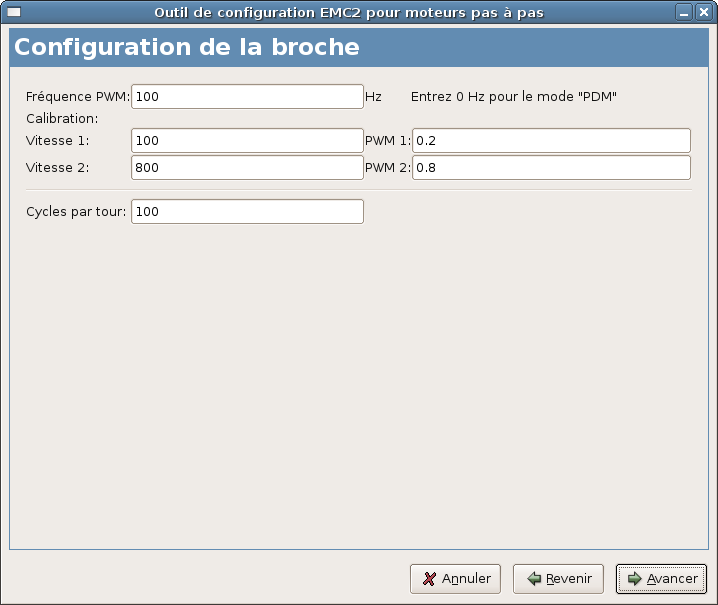 Outil de configuration EMC2 pour moteurs pas à pas
Configuration de la broche
Fréquence PWM: 100 Hz Entrez 0 Hz pour le mode "PDM"
Calibration:
Vitesse 1: 100 PWM 1: 0.2
Vitesse 2: 800 PWM 2: 0.8
Cycles par tour: 100
Annuler Revenir Avancer